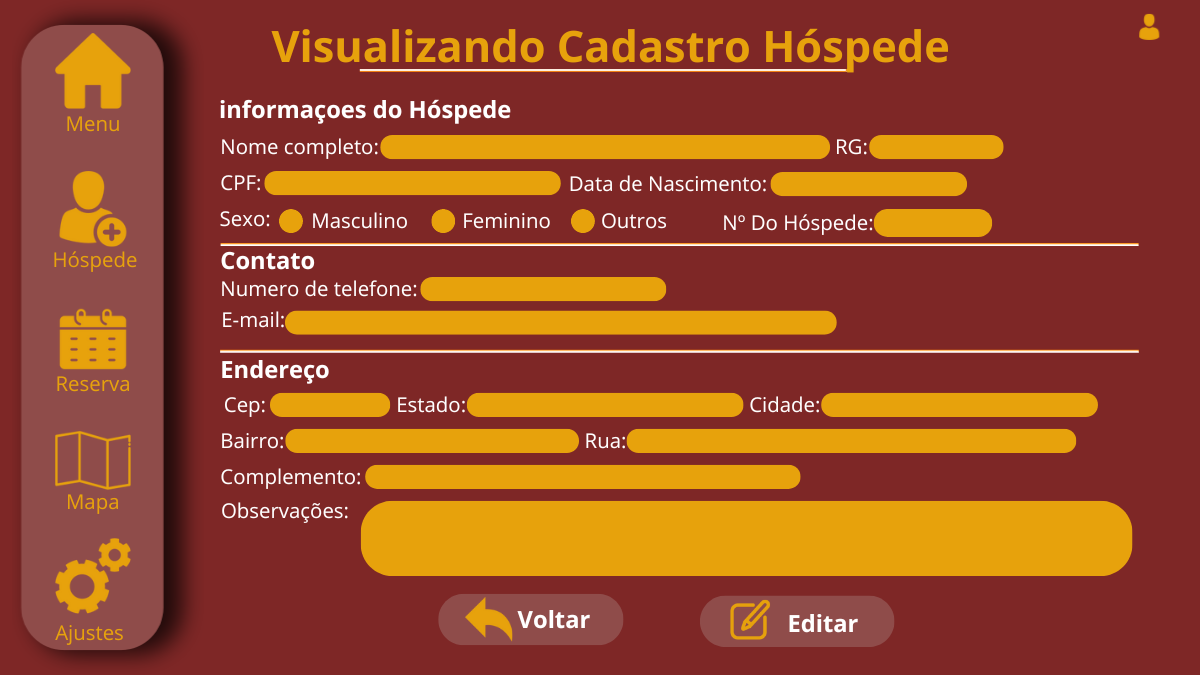 Visualizando Cadastro Hóspede
informaçoes do Hóspede
Nome completo: RG:
CPF: Data de Nascimento:
Sexo: Masculino Feminino Outros Nº Do Hóspede:
Contato
Numero de telefone:
E-mail:
Endereço
Cep: Estado: Cidade:
Bairro: Rua:
Complemento:
Observações:
Voltar Editar
Menu
Hóspede
Reserva
Mapa
Ajustes